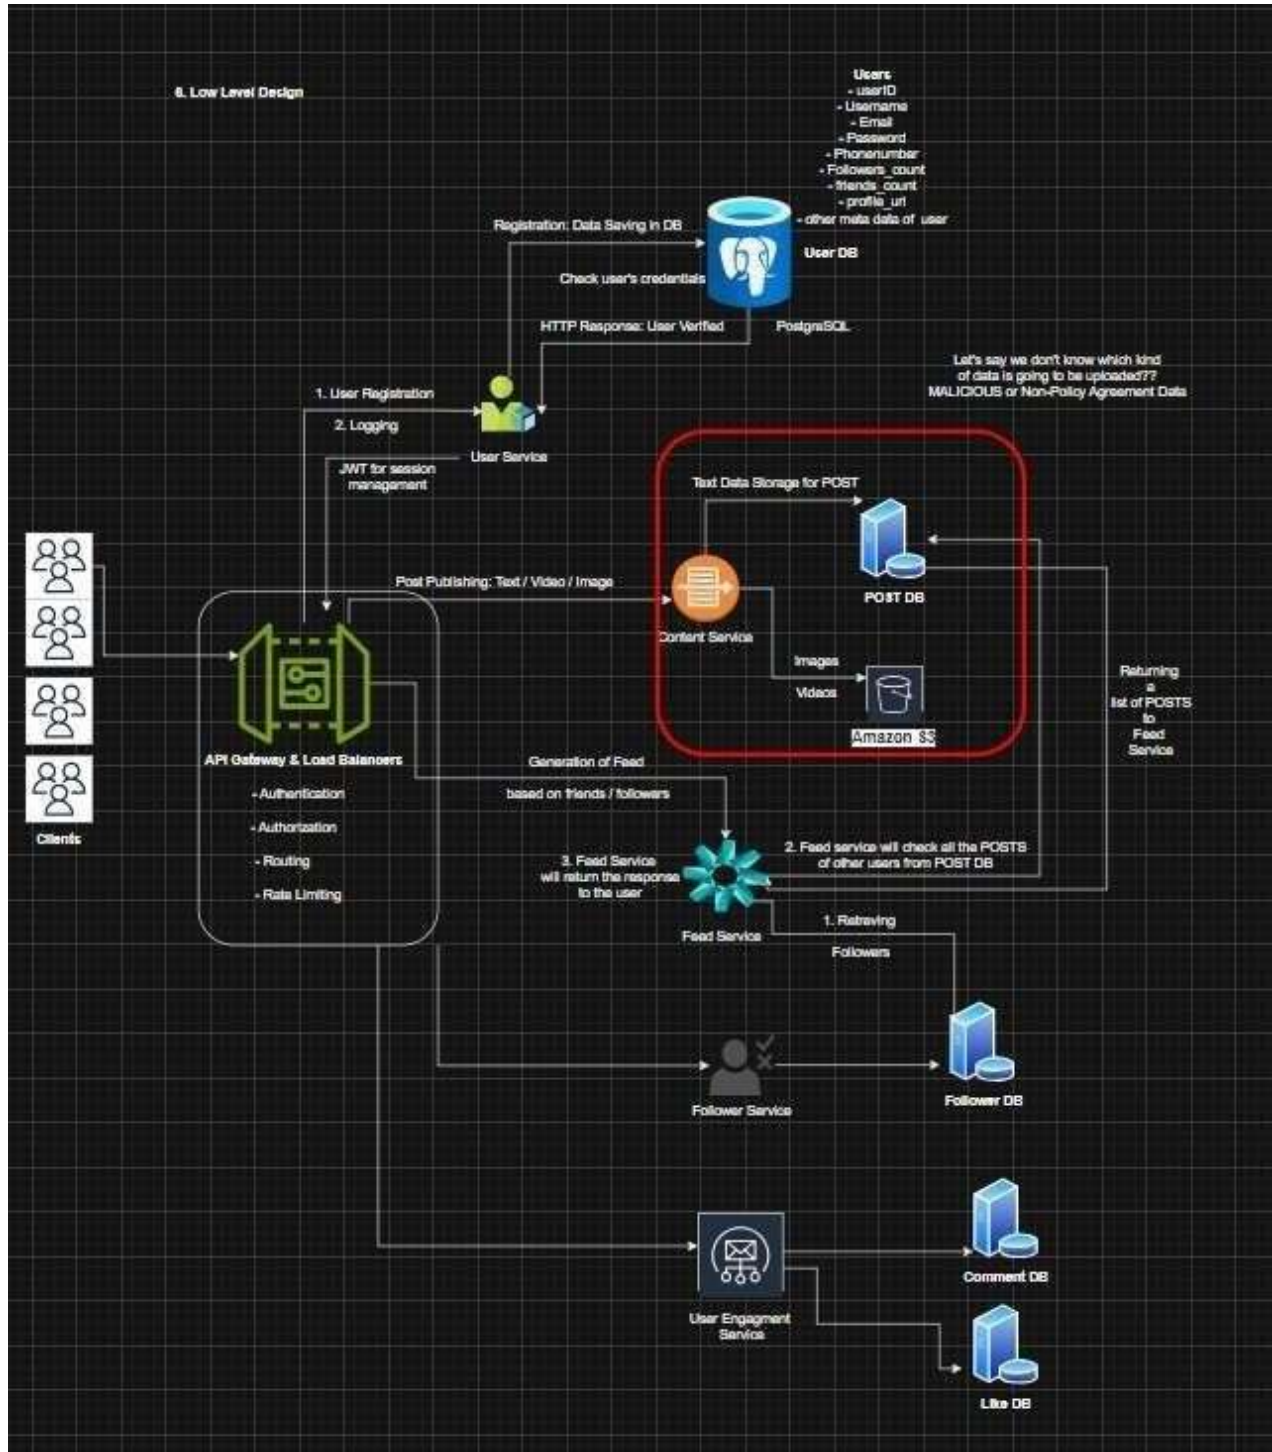 6. Low Level Design
Users
- userID
- Username
- Email
- Password
- Phonenumber
- Followers_count
- friends_count
- profile_url
- other meta data of user
Registration: Data Saving in DB
User DB
Check user's credentials
HTTP Response: User Verified
PostgreSQL
Let's say we don't know which kind
of data is going to be uploaded??
MALICIOUS or Non-Policy Agreement Data
1. User Registration
2. Logging
User Service
JWT for session
management
Text Data Storage for POST
Post Publishing: Text / Video / Image
POST DB
Content Service
Images
Videos
Amazon S3
Returning
a
list of POSTS
to
Feed
Service
API Gateway & Load Balancers
- Authentication
- Authorization
- Routing
- Rate Limiting
Clients
Generation of Feed
based on friends / followers
2. Feed service will check all the POSTS
of other users from POST DB
3. Feed Service
will return the response
to the user
Feed Service
1. Retreving
Followers
Follower Service
Follower DB
Comment DB
User Engagment
Service
Like DB